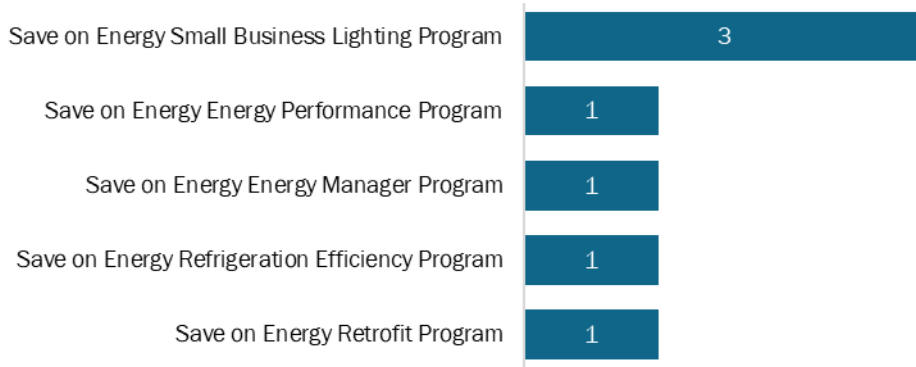 Save on Energy Small Business Lighting Program 3
Save on Energy Energy Performance Program 1
Save on Energy Energy Manager Program 1
Save on Energy Refrigeration Efficiency Program 1
Save on Energy Retrofit Program 1